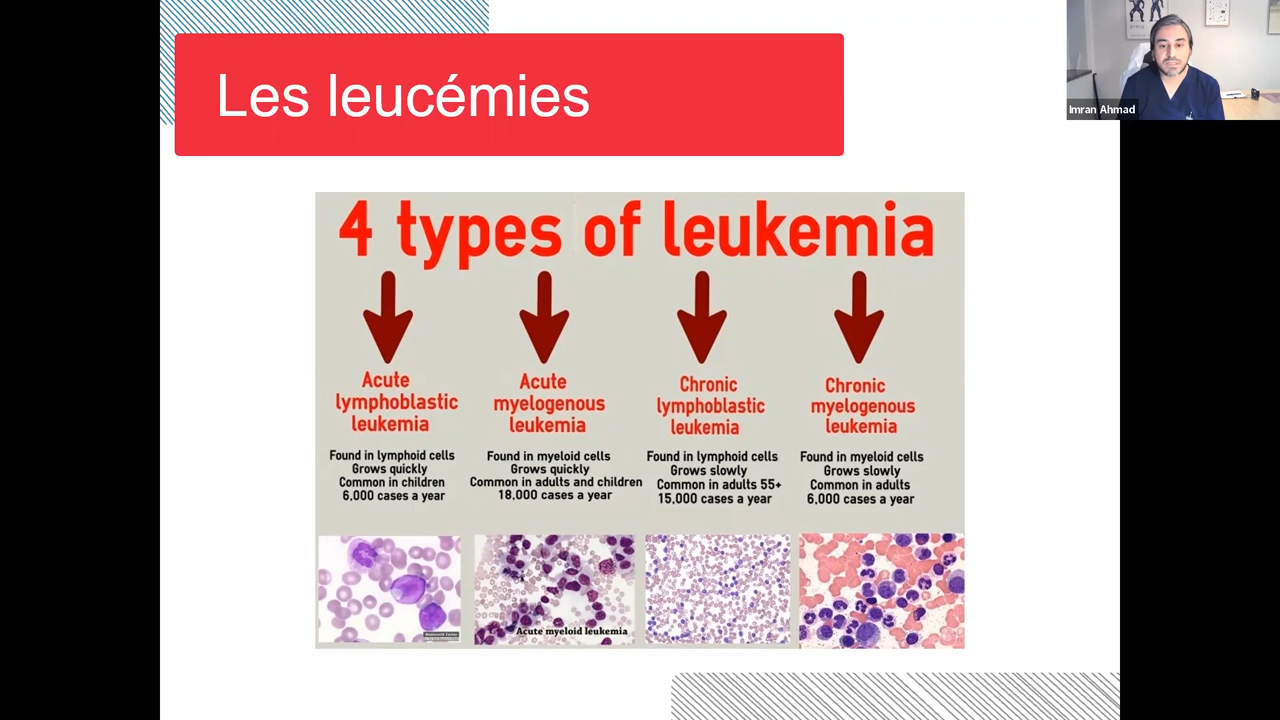 Les leucémies
Imran Ahmad
4 types of leukemia
Acute
lymphoblastic
leukemia
Found in lymphoid cells
Grows quickly
Common in children
6,000 cases a year
Acute
myelogenous
leukemia
Found in myeloid cells
Grows quickly
Common in adults and children
18,000 cases a year
Chronic
lymphoblastic
leukemia
Found in lymphoid cells
Grows slowly
Common in adults 55+
15,000 cases a year
Chronic
myelogenous
leukemia
Found in myeloid cells
Grows slowly
Common in adults
6,000 cases a year
Acute myeloid leukemia